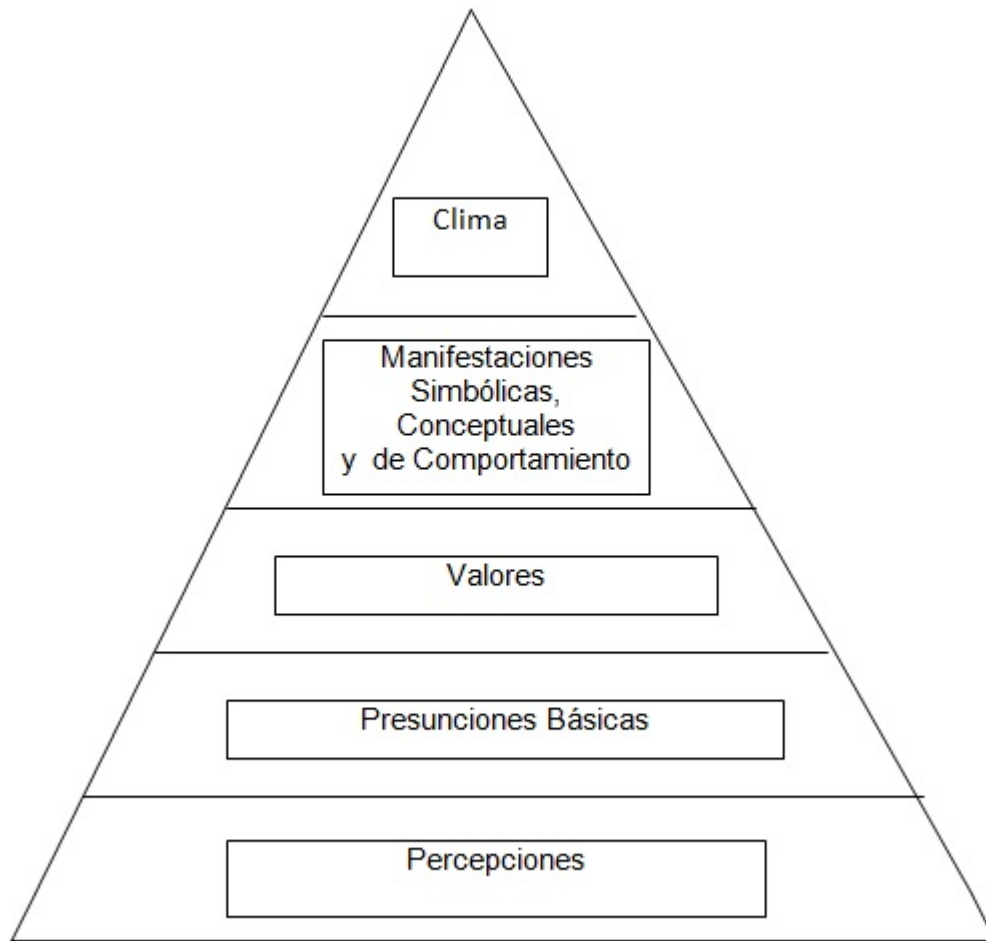 Clima
Manifestaciones
Simbólicas,
Conceptuales
y de Comportamiento
Valores
Presunciones Básicas
Percepciones